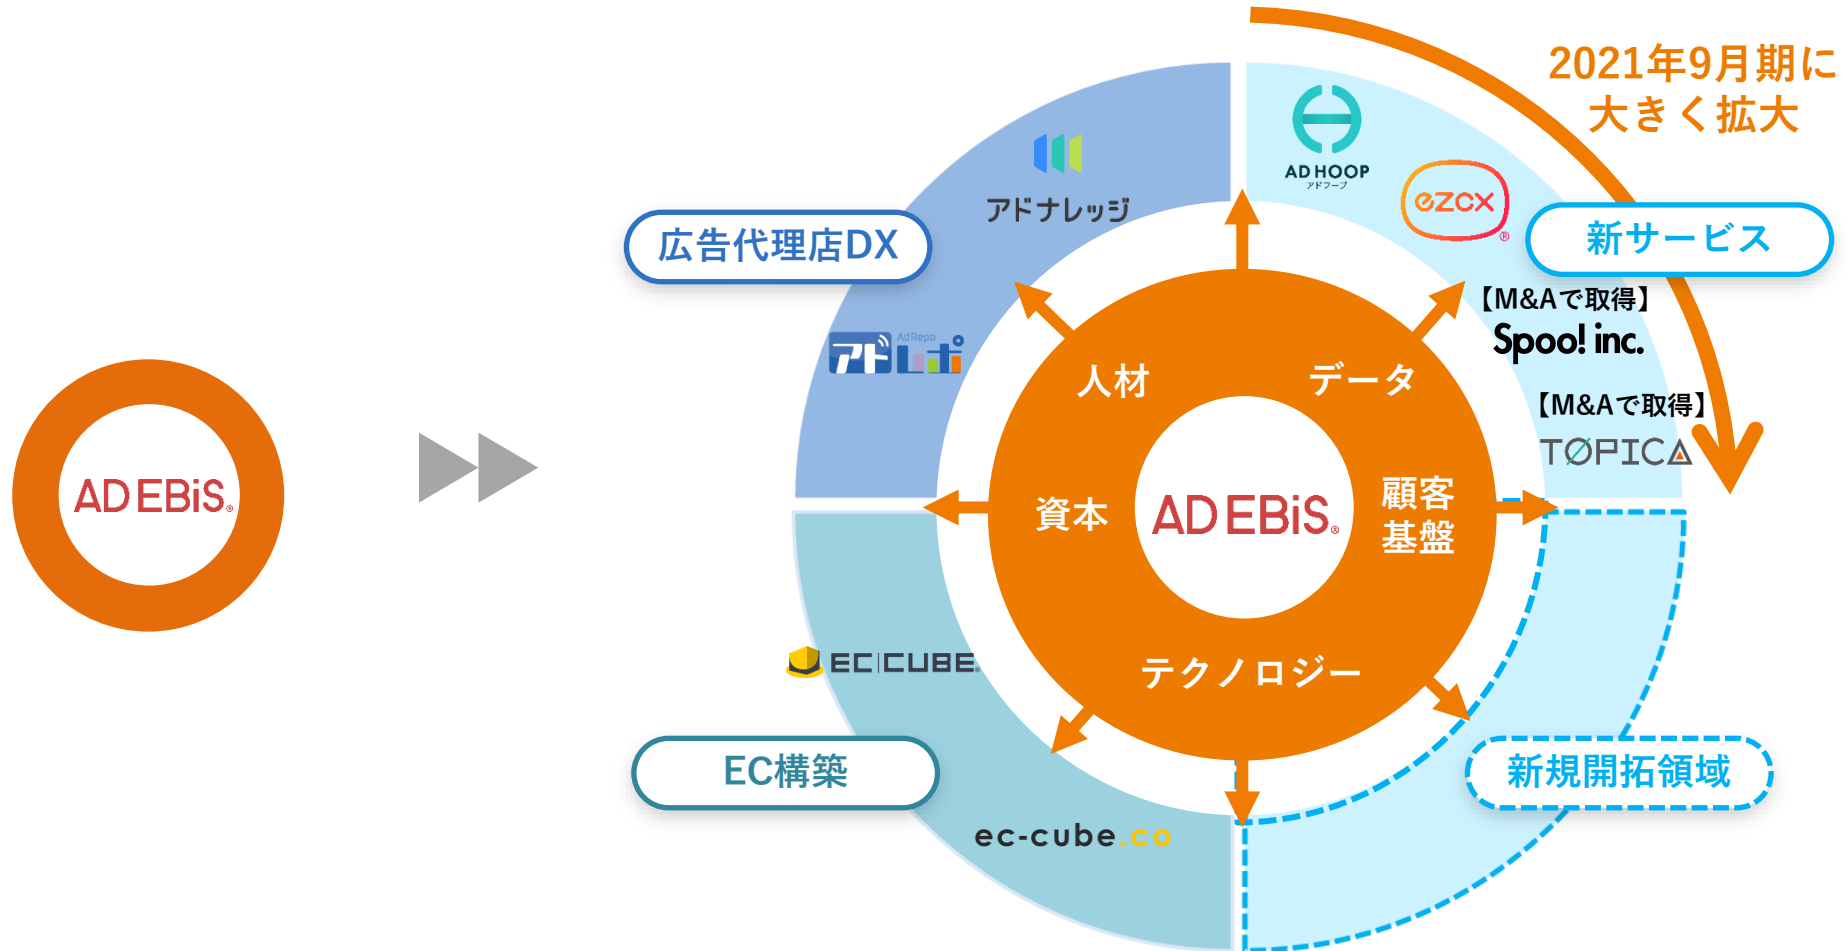 2021年9月期に
大きく拡大
AD HOOP
アドフープ
ezcx®
アドナレッジ
広告代理店DX
新サービス
【M&Aで取得】
Spoo! inc.
AdRepo
アドレポ
【M&Aで取得】
TOPICA
人材
データ
AD EBiS®
資本
AD EBiS®
顧客
基盤
テクノロジー
EC CUBE®
EC構築
新規開拓領域
ec-cube.co